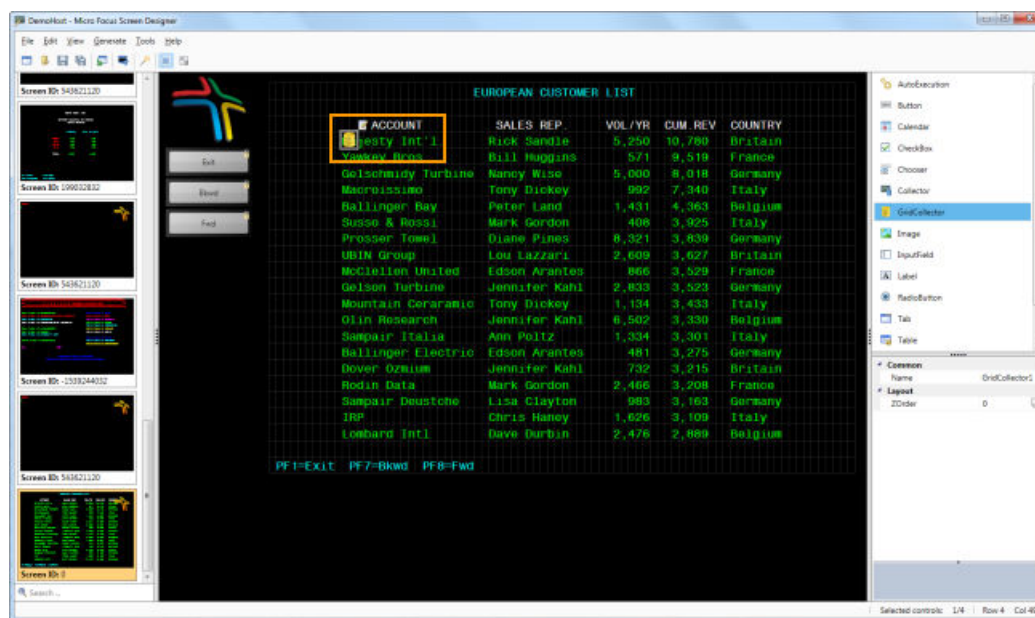 DemoHost - Micro Focus Screen Designer
File Edit View Generate Tools Help
Screen ID: 543621120
Screen ID: 199032832
Screen ID: 543621120
Screen ID: -1539244032
Screen ID: 543621120
Screen ID: 0
Search ...
Exit
Bkwd
Fwd
EUROPEAN CUSTOMER LIST
ACCOUNT SALES REP. VOL/YR CUM.REV COUNTRY
jesty Int'l. Rick Sandle 5,250 10,780 Britain
Yawkey Bros Bill Huggins 571 9,519 France
Gelschmidy Turbine Nancy Wise 5,000 8,018 Germany
Macroissimo Tony Dickey 992 7,340 Italy
Ballinger Bay Peter Land 1,431 4,363 Belgium
Susso & Rossi Mark Gordon 408 3,925 Italy
Prosser Towel Diane Pines 8,321 3,839 Germany
UBIN Group Lou Lazzari 2,609 3,627 Britain
McClellen United Edson Arantes 866 3,529 France
Gelson Turbine Jennifer Kahl 2,833 3,523 Germany
Mountain Ceraramic Tony Dickey 1,134 3,433 Italy
Olin Research Jennifer Kahl 6,502 3,330 Belgium
Sampair Italia Ann Poltz 1,334 3,301 Italy
Ballinger Electric Edson Arantes 481 3,275 Germany
Dover Ozmium Jennifer Kahl 732 3,215 Britain
Rodin Data Mark Gordon 2,466 3,208 France
Sampair Deustche Lisa Clayton 983 3,163 Germany
IRP Chris Haney 1,626 3,109 Italy
Lombard Intl Dave Durbin 2,476 2,889 Belgium
PF1=Exit PF7=Bkwd PF8=Fwd
AutoExecution
Button
Calendar
CheckBox
Chooser
Collector
GridCollector
Image
InputField
Label
RadioButton
Tab
Table
Common
Name GridCollector1
Layout
ZOrder 0
Selected controls: 1/4 Row 4